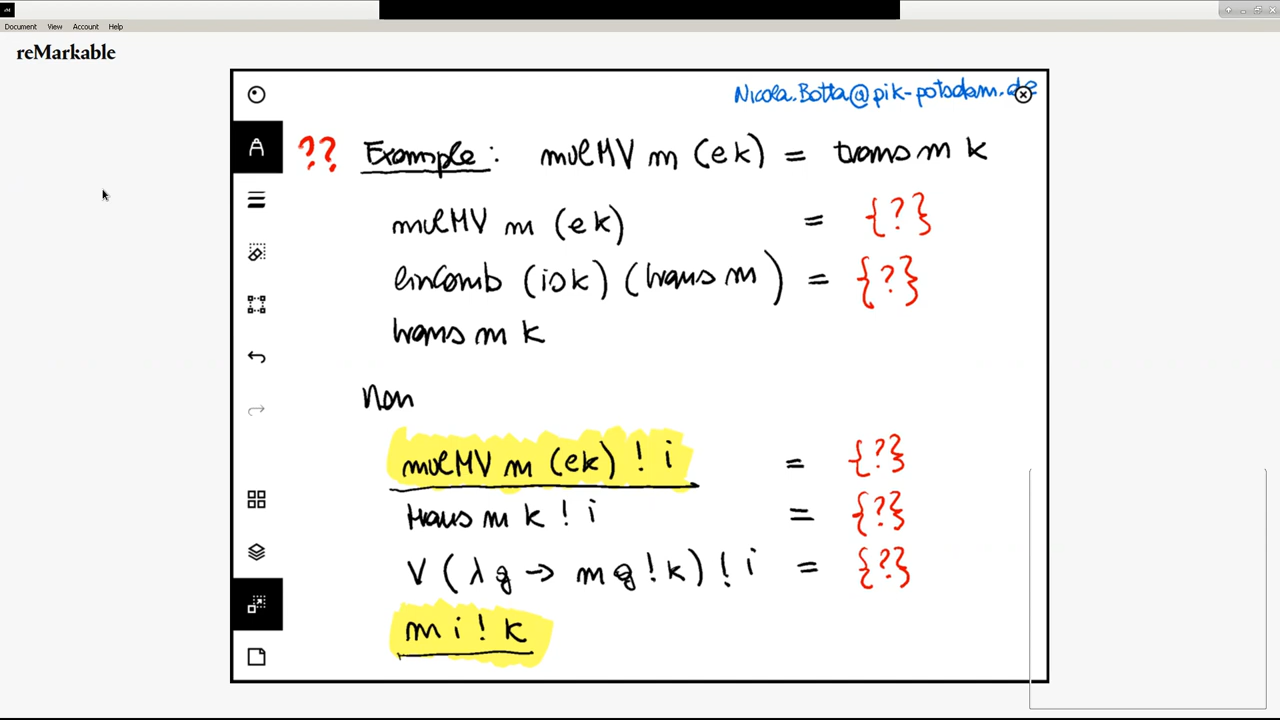 Document View Account Help
reMarkable
Nicola.Botta@pik-potsdam.de
?? Example: mulMV m (e k) = trans m k
mulMV m (e k) = {?}
linComb (is k) (trans m) = {?}
trans m k
Now
mulMV m (e k) ! i = {?}
trans m k ! i = {?}
V (λ g → m g ! k) ! i = {?}
m i ! k